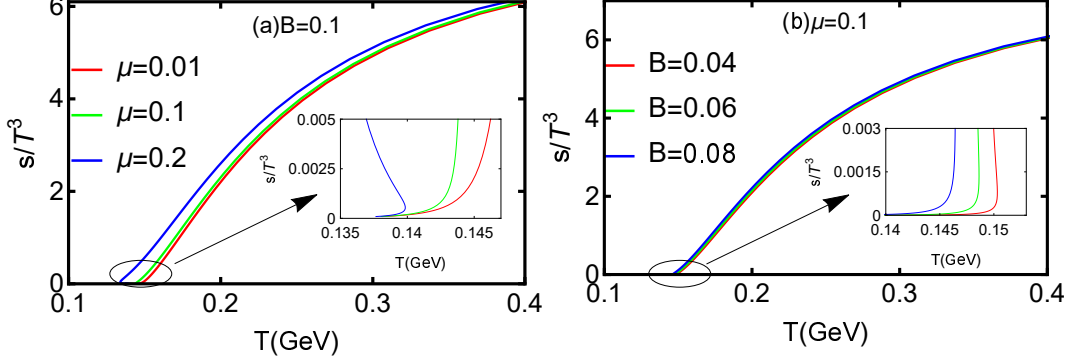 (a)B=0.1
μ=0.01
μ=0.1
μ=0.2
s/T³
6
4
2
0
0.1
0.2
0.3
0.4
T(GeV)
0.005
0.0025
0
s/T³
0.135
0.14
0.145
T(GeV)
(b)μ=0.1
B=0.04
B=0.06
B=0.08
s/T³
6
4
2
0
0.1
0.2
0.3
0.4
T(GeV)
0.003
0.0015
0
s/T³
0.14
0.145
0.15
T(GeV)